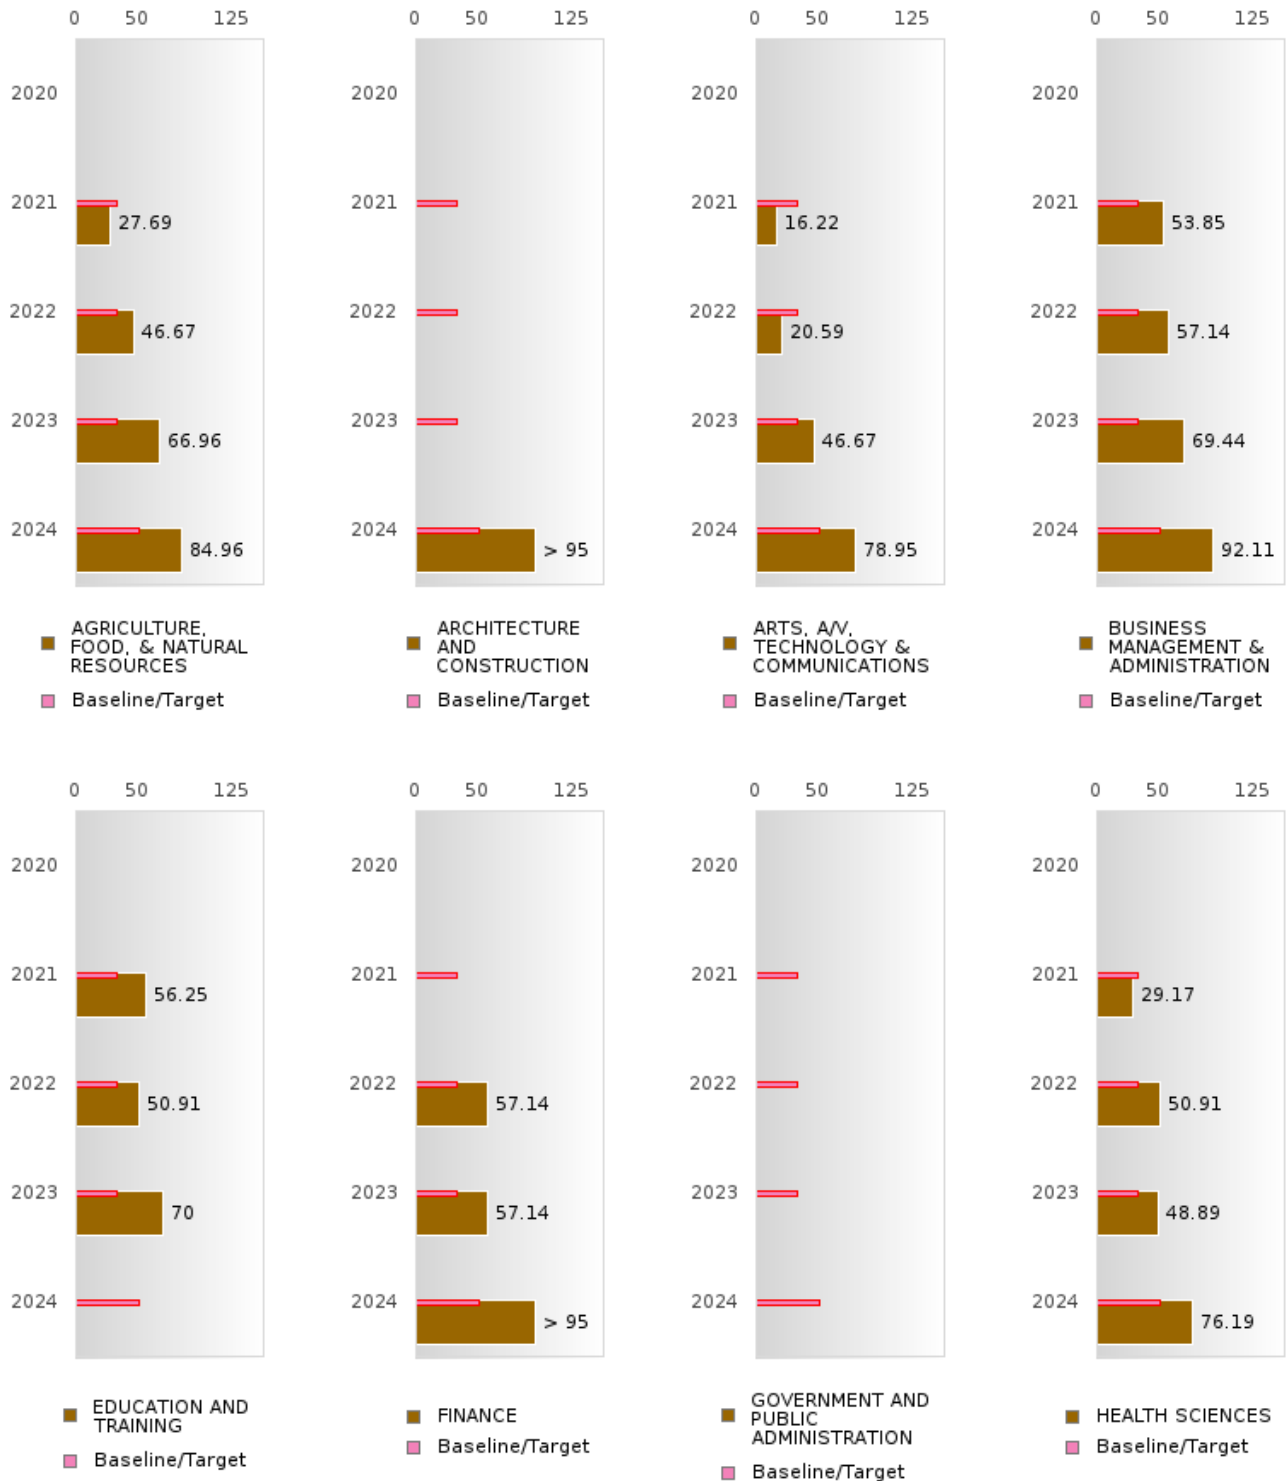 0 50 125 0 50 125 0 50 125 0 50 125
2020 2020 2020 2020
2021 2021 2021 2021
27.69 16.22 53.85
2022 2022 2022 2022
46.67 20.59 57.14
2023 2023 2023 2023
66.96 46.67 69.44
2024 2024 2024 2024
84.96 > 95 78.95 92.11
AGRICULTURE,
FOOD, & NATURAL
RESOURCES
Baseline/Target
ARCHITECTURE
AND
CONSTRUCTION
Baseline/Target
ARTS, A/V,
TECHNOLOGY &
COMMUNICATIONS
Baseline/Target
BUSINESS
MANAGEMENT &
ADMINISTRATION
Baseline/Target
0 50 125 0 50 125 0 50 125 0 50 125
2020 2020 2020 2020
2021 2021 2021 2021
56.25 29.17
2022 2022 2022 2022
50.91 57.14 50.91
2023 2023 2023 2023
70 57.14 48.89
2024 2024 2024 2024
> 95 76.19
EDUCATION AND
TRAINING
Baseline/Target
FINANCE
Baseline/Target
GOVERNMENT AND
PUBLIC
ADMINISTRATION
Baseline/Target
HEALTH SCIENCES
Baseline/Target